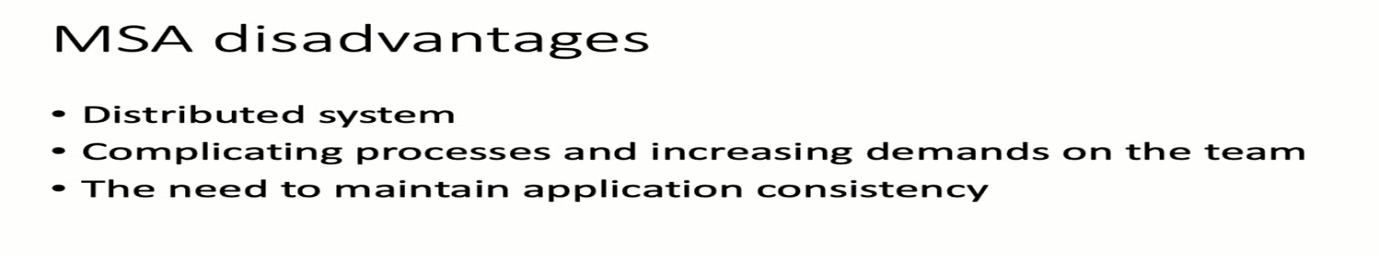 MSA disadvantages
• Distributed system
• Complicating processes and increasing demands on the team
• The need to maintain application consistency